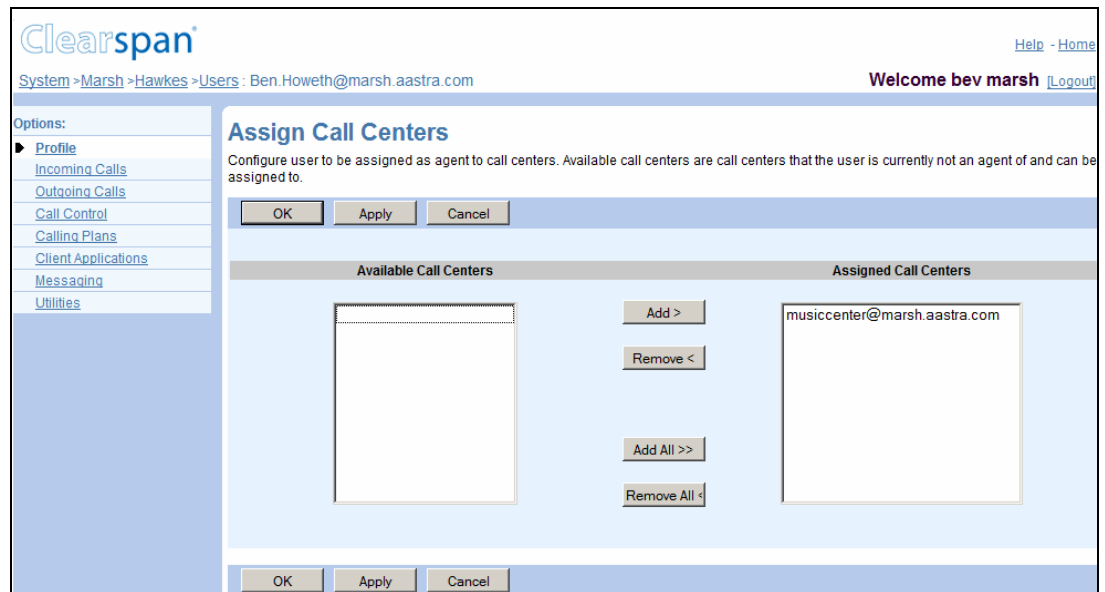 Clearspan®
Help - Home
System >Marsh >Hawkes >Users : Ben.Howeth@marsh.aastra.com
Welcome bev marsh [Logout]
Options:
Profile
Incoming Calls
Outgoing Calls
Call Control
Calling Plans
Client Applications
Messaging
Utilities
Assign Call Centers
Configure user to be assigned as agent to call centers. Available call centers are call centers that the user is currently not an agent of and can be
assigned to.
OK Apply Cancel
Available Call Centers
Assigned Call Centers
Add >
Remove <
Add All >>
Remove All <
musiccenter@marsh.aastra.com
OK Apply Cancel